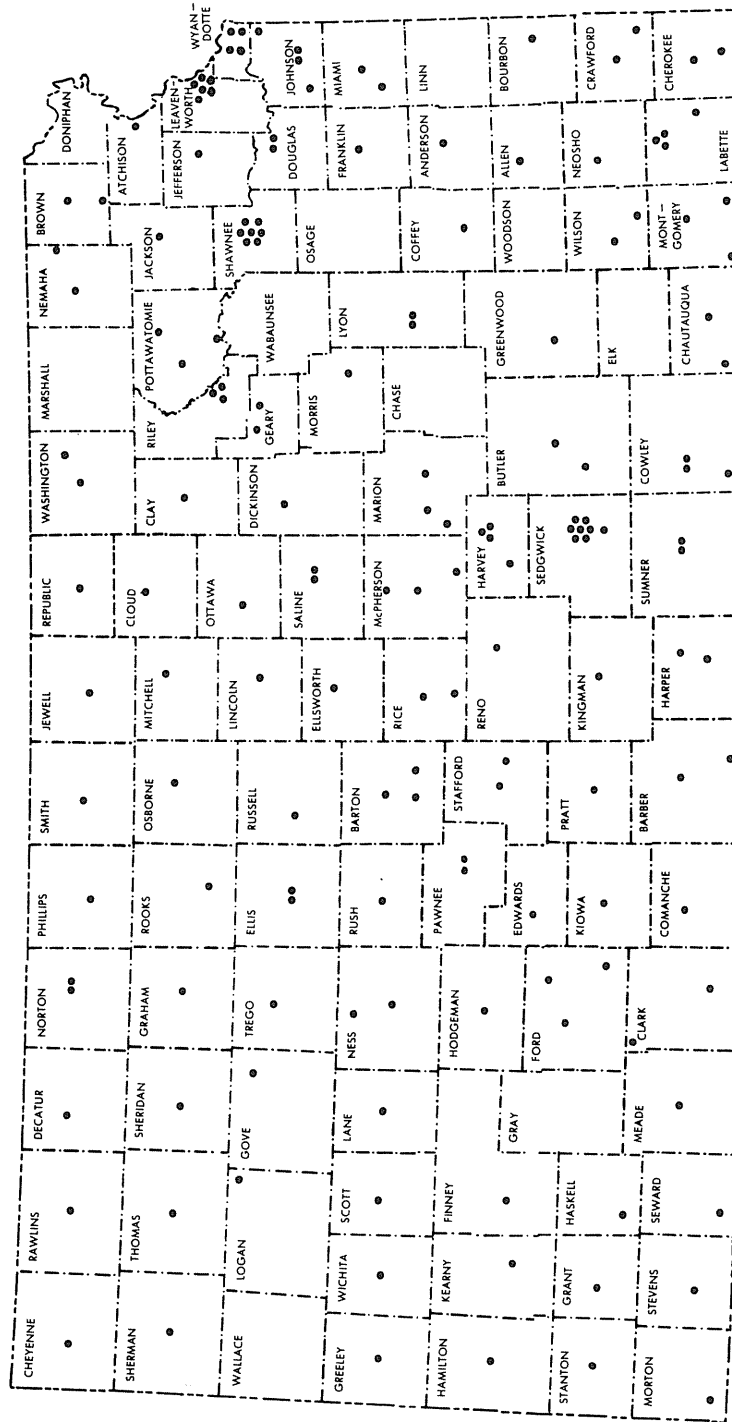 CHEYENNE
RAWLINS
DECATUR
NORTON
PHILLIPS
SMITH
JEWELL
REPUBLIC
WASHINGTON
MARSHALL
NEMAHA
BROWN
DONIPHAN
SHERMAN
THOMAS
SHERIDAN
GRAHAM
ROOKS
OSBORNE
MITCHELL
CLOUD
CLAY
RILEY
POTTAWATOMIE
JACKSON
ATCHISON
JEFFERSON
LEAVEN-
WORTH
WYAN-
DOTTE
WALLACE
LOGAN
GOVE
TREGO
ELLIS
RUSSELL
LINCOLN
OTTAWA
DICKINSON
GEARY
WABAUNSEE
SHAWNEE
DOUGLAS
JOHNSON
GREELEY
WICHITA
SCOTT
LANE
NESS
RUSH
BARTON
ELLSWORTH
SALINE
MORRIS
LYON
OSAGE
FRANKLIN
MIAMI
HAMILTON
KEARNY
FINNEY
HODGEMAN
PAWNEE
STAFFORD
RICE
McPHERSON
MARION
CHASE
COFFEY
ANDERSON
LINN
GRAY
FORD
EDWARDS
RENO
HARVEY
BUTLER
GREENWOOD
WOODSON
ALLEN
BOURBON
STANTON
GRANT
HASKELL
KIOWA
PRATT
KINGMAN
SEDGWICK
ELK
WILSON
NEOSHO
CRAWFORD
MORTON
STEVENS
SEWARD
MEADE
CLARK
COMANCHE
BARBER
HARPER
SUMNER
COWLEY
CHAUTAUQUA
MONT-
GOMERY
LABETTE
CHEROKEE